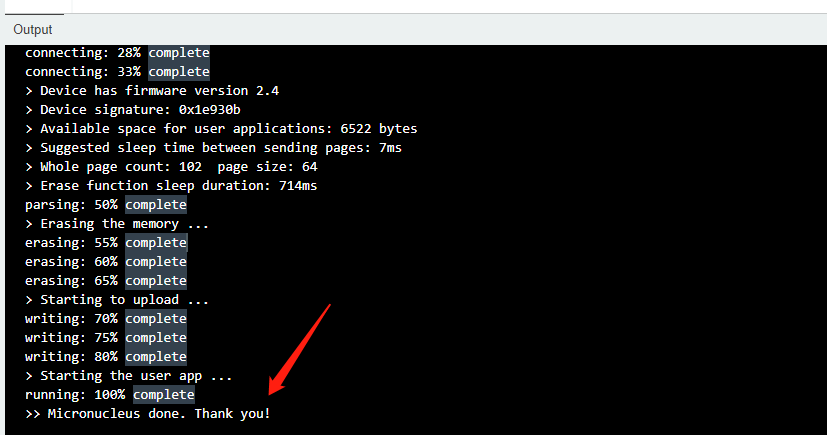 Output
connecting: 28% complete
connecting: 33% complete
> Device has firmware version 2.4
> Device signature: 0x1e930b
> Available space for user applications: 6522 bytes
> Suggested sleep time between sending pages: 7ms
> Whole page count: 102  page size: 64
> Erase function sleep duration: 714ms
parsing: 50% complete
> Erasing the memory ...
erasing: 55% complete
erasing: 60% complete
erasing: 65% complete
> Starting to upload ...
writing: 70% complete
writing: 75% complete
writing: 80% complete
> Starting the user app ...
running: 100% complete
>> Micronucleus done. Thank you!